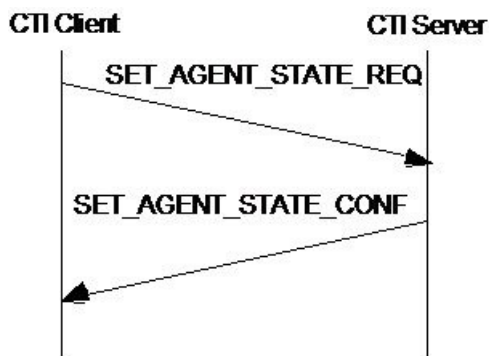 CTI Client
CTI Server
SET_AGENT_STATE_REQ
SET_AGENT_STATE_CONF